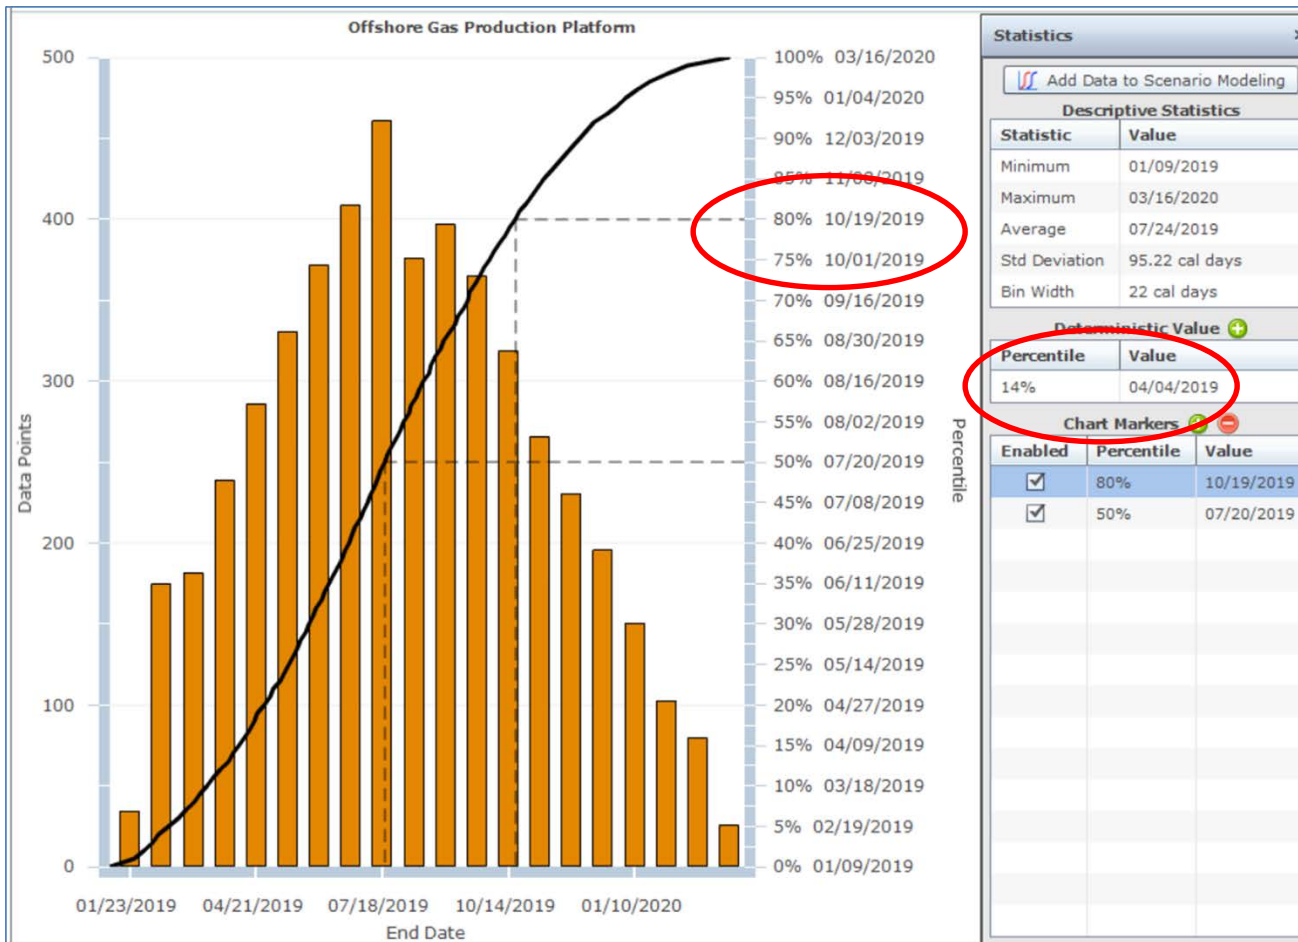 Offshore Gas Production Platform
500
400
300
200
100
0
Data Points
01/23/2019 04/21/2019 07/18/2019 10/14/2019 01/10/2020
End Date
100% 03/16/2020
95% 01/04/2020
90% 12/03/2019
85% 11/08/2019
80% 10/19/2019
75% 10/01/2019
70% 09/16/2019
65% 08/30/2019
60% 08/16/2019
55% 08/02/2019
50% 07/20/2019
45% 07/08/2019
40% 06/25/2019
35% 06/11/2019
30% 05/28/2019
25% 05/14/2019
20% 04/27/2019
15% 04/09/2019
10% 03/18/2019
5% 02/19/2019
0% 01/09/2019
Percentile
Statistics
Add Data to Scenario Modeling
Descriptive Statistics
Statistic Value
Minimum 01/09/2019
Maximum 03/16/2020
Average 07/24/2019
Std Deviation 95.22 cal days
Bin Width 22 cal days
Deterministic Value
Percentile Value
14% 04/04/2019
Chart Markers
Enabled Percentile Value
80% 10/19/2019
50% 07/20/2019